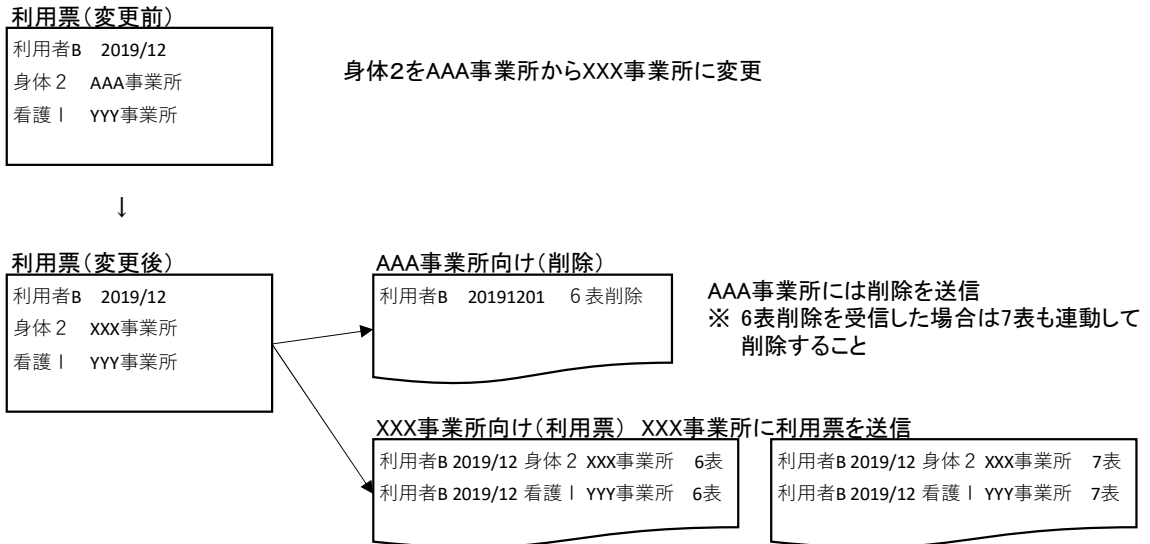 利用票（変更前）
利用者B 2019/12
身体２ AAA事業所
看護Ⅰ YYY事業所
身体２をAAA事業所からXXX事業所に変更
↓
利用票（変更後）
利用者B 2019/12
身体２ XXX事業所
看護Ⅰ YYY事業所
AAA事業所向け（削除）
利用者B 20191201 ６表削除
AAA事業所には削除を送信
※ 6表削除を受信した場合は7表も連動して
削除すること
XXX事業所向け（利用票） XXX事業所に利用票を送信
利用者B 2019/12 身体２ XXX事業所 6表
利用者B 2019/12 看護Ⅰ YYY事業所 6表
利用者B 2019/12 身体２ XXX事業所 7表
利用者B 2019/12 看護Ⅰ YYY事業所 7表